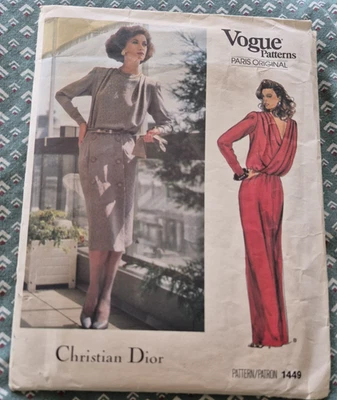 Vogue
Patterns
PARIS ORIGINAL
Christian Dior
PATTERN/PATRON 1449